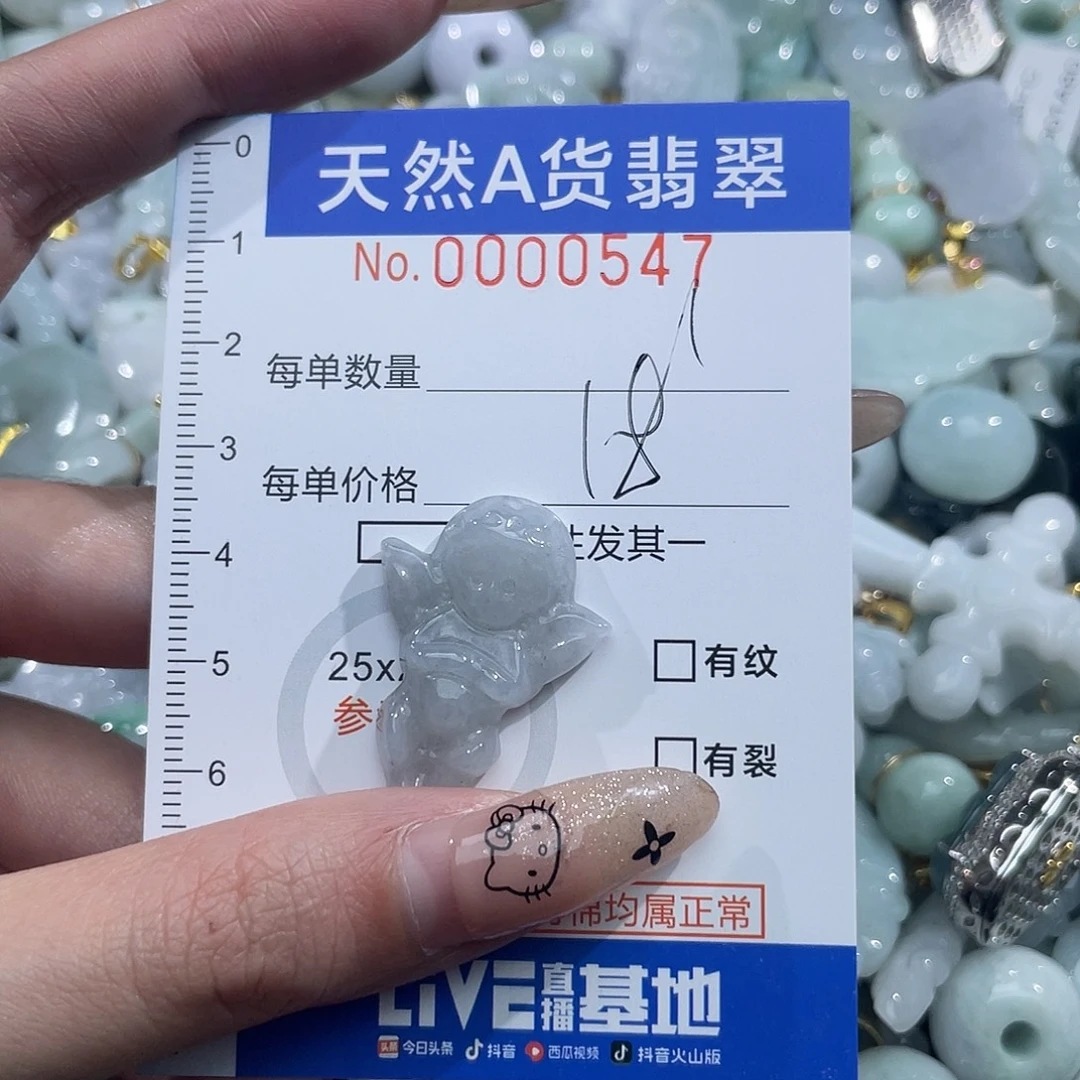 天然A货翡翠
No.0000547
每单数量
每单价格
发其一
25x
有纹
有裂
棉均属正常
LIVE直播基地
今日头条 抖音 西瓜视频 抖音火山版
0
1
2
3
4
5
6